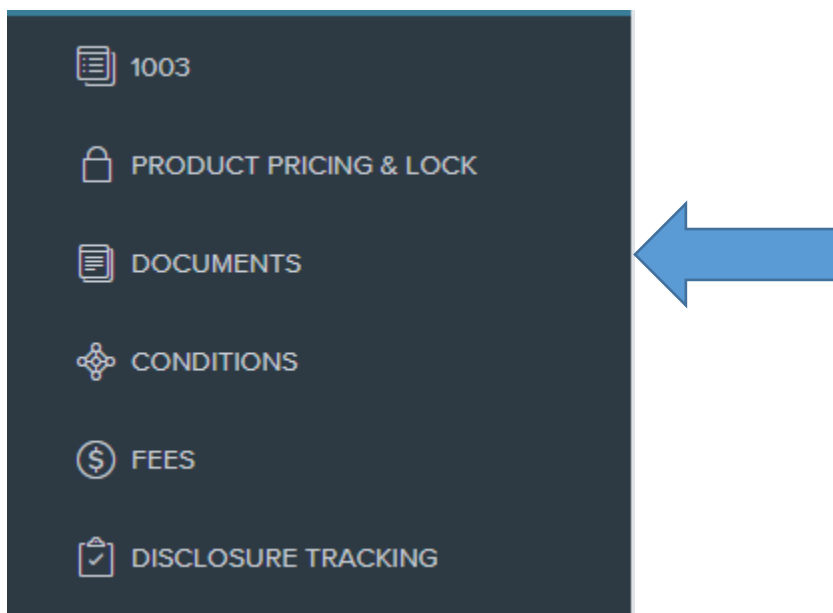 1003
PRODUCT PRICING & LOCK
DOCUMENTS
CONDITIONS
FEES
DISCLOSURE TRACKING